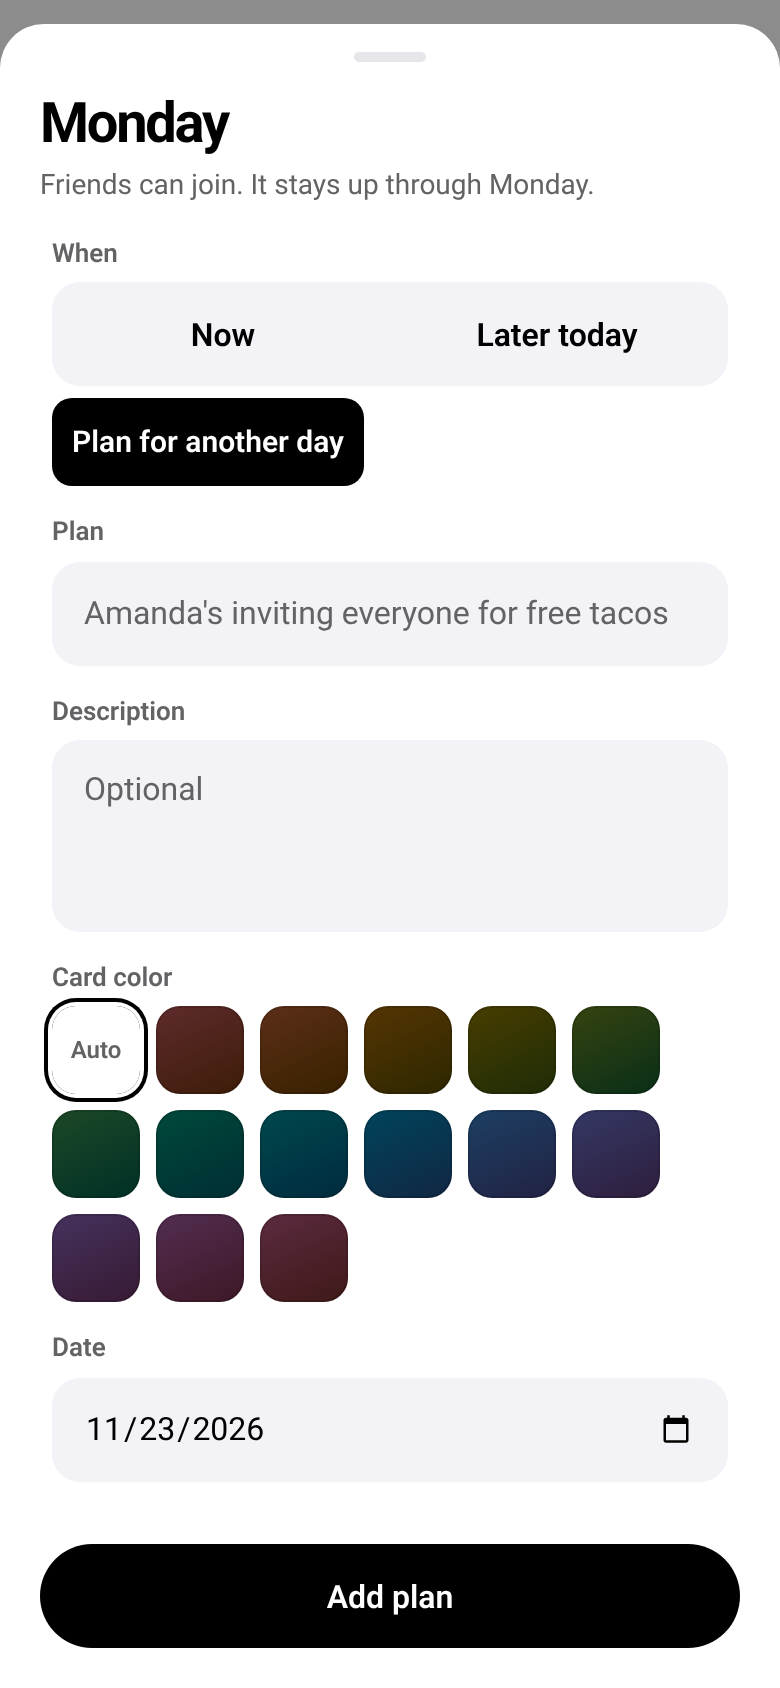 Monday
Friends can join. It stays up through Monday.
When
Now
Later today
Plan for another day
Plan
Amanda's inviting everyone for free tacos
Description
Optional
Card color
Auto
Date
11/23/2026
Add plan